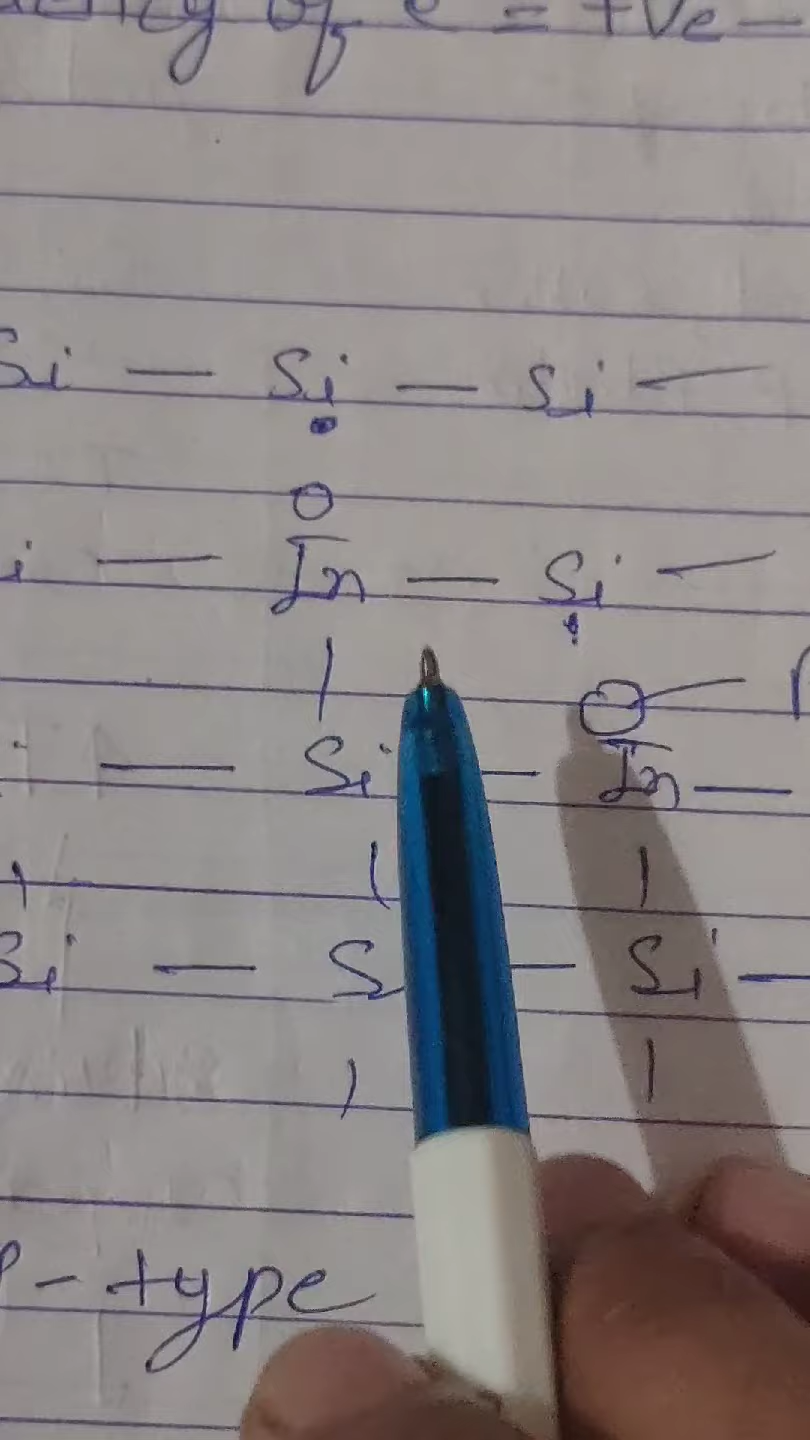 of e = +ve -
Si - Si - Si -
In - Si -
Si - In -
Si - S - Si -
P - type